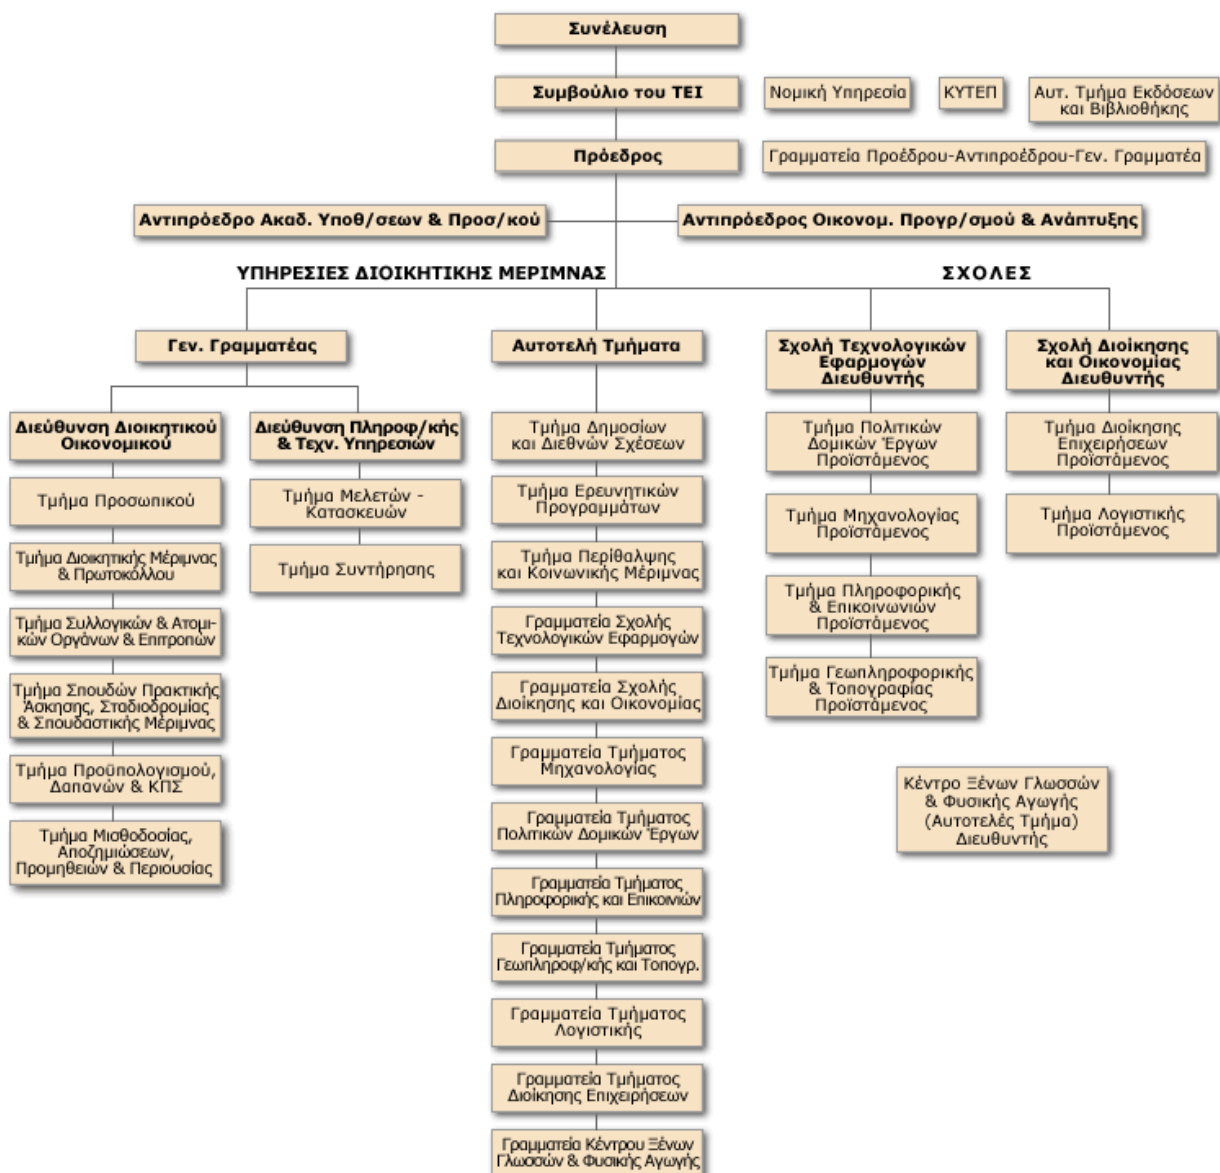 Συνέλευση
Συμβούλιο του ΤΕΙ
Νομική Υπηρεσία
ΚΥΤΕΠ
Αυτ. Τμήμα Εκδόσεων
και Βιβλιοθήκης
Πρόεδρος
Γραμματεία Προέδρου-Αντιπροέδρου-Γεν. Γραμματέα
Αντιπρόεδρο Ακαδ. Υποθ/σεων & Προσ/κού
Αντιπρόεδρος Οικονομ. Προγρ/σμού & Ανάπτυξης
ΥΠΗΡΕΣΙΕΣ ΔΙΟΙΚΗΤΙΚΗΣ ΜΕΡΙΜΝΑΣ
ΣΧΟΛΕΣ
Γεν. Γραμματέας
Διεύθυνση Διοικητικού
Οικονομικού
Τμήμα Προσωπικού
Τμήμα Διοικητικής Μέριμνας
& Πρωτοκόλλου
Τμήμα Συλλογικών & Ατομι-
κών Οργάνων & Επιτροπών
Τμήμα Σπουδών Πρακτικής
Άσκησης, Σταδιοδρομίας
& Σπουδαστικής Μέριμνας
Τμήμα Προϋπολογισμού,
Δαπανών & ΚΠΣ
Τμήμα Μισθοδοσίας,
Αποζημιώσεων,
Προμηθειών & Περιουσίας
Διεύθυνση Πληροφ/κής
& Τεχν. Υπηρεσιών
Τμήμα Μελετών -
Κατασκευών
Τμήμα Συντήρησης
Αυτοτελή Τμήματα
Τμήμα Δημοσίων
και Διεθνών Σχέσεων
Τμήμα Ερευνητικών
Προγραμμάτων
Τμήμα Περίθαλψης
και Κοινωνικής Μέριμνας
Γραμματεία Σχολής
Τεχνολογικών Εφαρμογών
Γραμματεία Σχολής
Διοίκησης και Οικονομίας
Γραμματεία Τμήματος
Μηχανολογίας
Γραμματεία Τμήματος
Πολιτικών Δομικών Έργων
Γραμματεία Τμήματος
Πληροφορικής και Επικοινιών
Γραμματεία Τμήματος
Γεωπληροφ/κής και Τοπογρ.
Γραμματεία Τμήματος
Λογιστικής
Γραμματεία Τμήματος
Διοίκησης Επιχειρήσεων
Γραμματεία Κέντρου Ξένων
Γλωσσών & Φυσικής Αγωγής
Σχολή Τεχνολογικών
Εφαρμογών
Διευθυντής
Τμήμα Πολιτικών
Δομικών Έργων
Προϊστάμενος
Τμήμα Μηχανολογίας
Προϊστάμενος
Τμήμα Πληροφορικής
& Επικοινωνιών
Προϊστάμενος
Τμήμα Γεωπληροφορικής
& Τοπογραφίας
Προϊστάμενος
Σχολή Διοίκησης
και Οικονομίας
Διευθυντής
Τμήμα Διοίκησης
Επιχειρήσεων
Προϊστάμενος
Τμήμα Λογιστικής
Προϊστάμενος
Κέντρο Ξένων Γλωσσών
& Φυσικής Αγωγής
(Αυτοτελές Τμήμα)
Διευθυντής